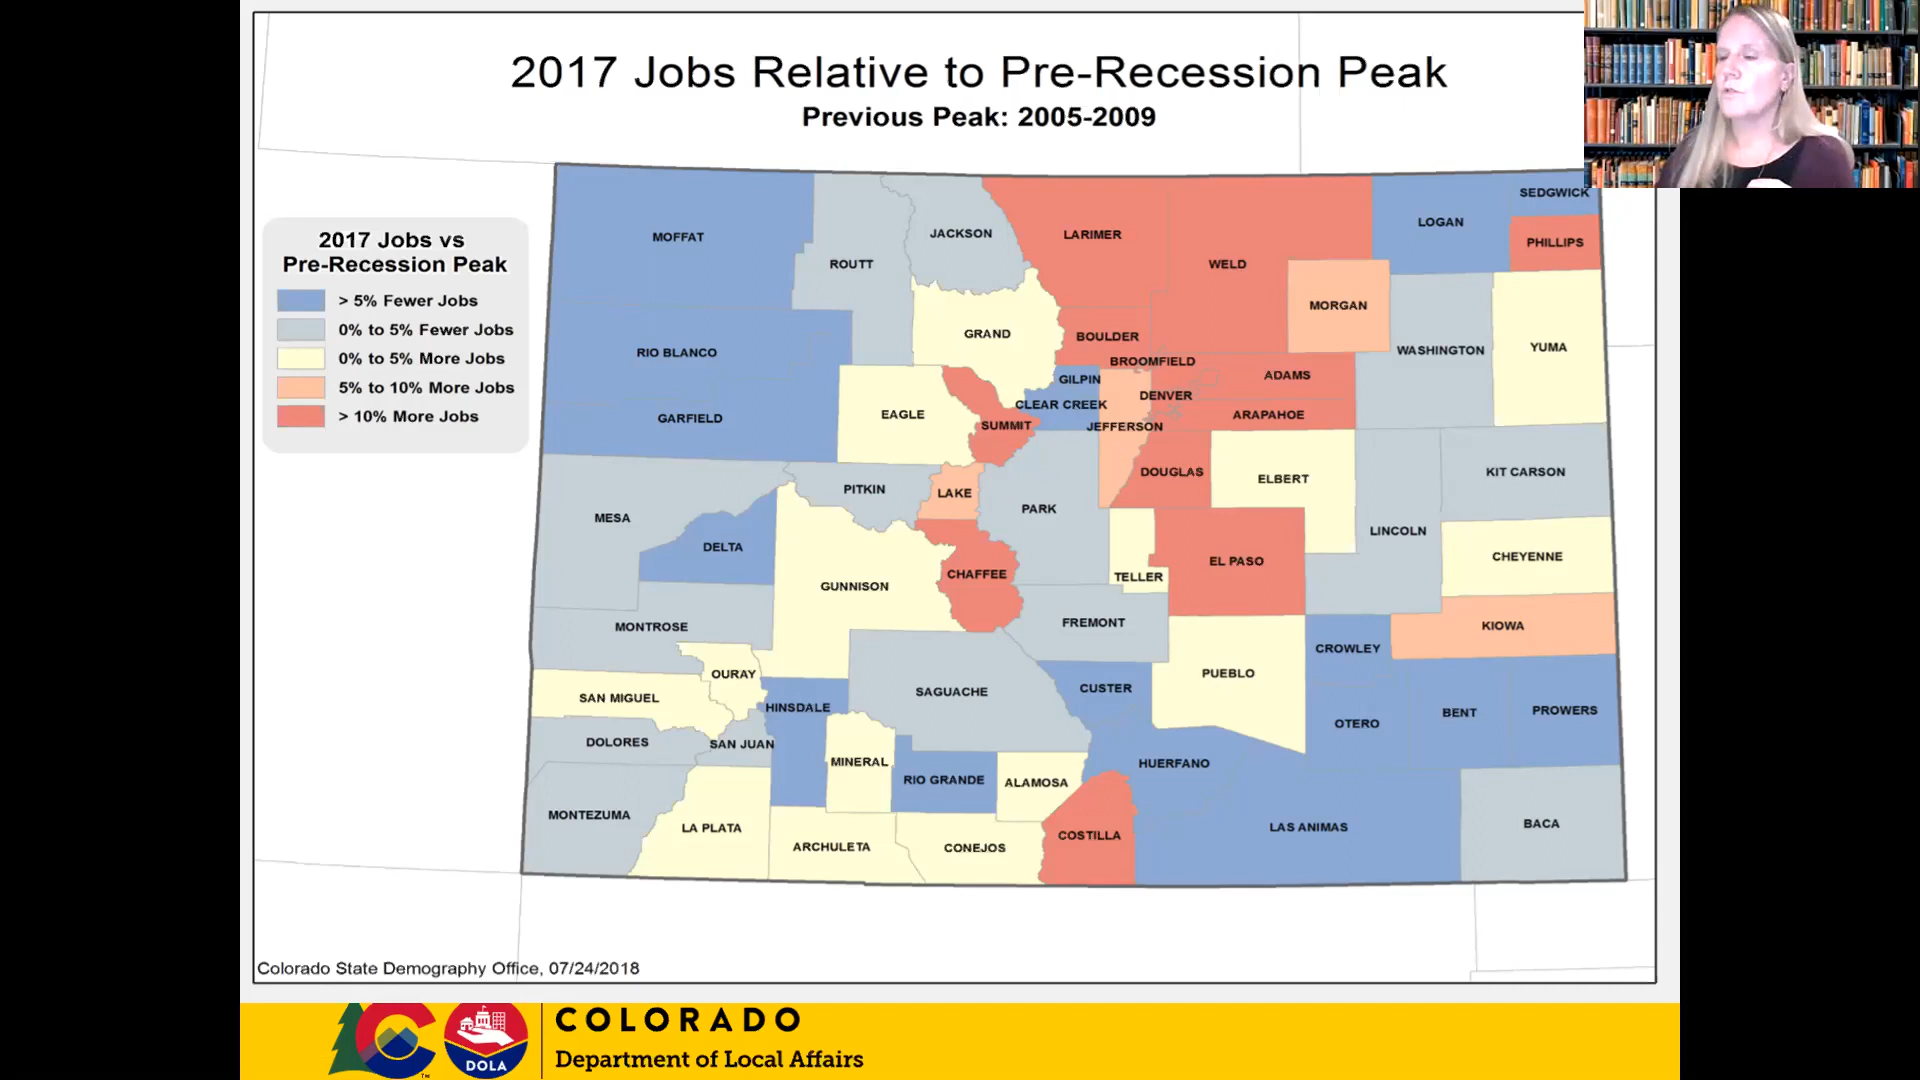 2017 Jobs Relative to Pre-Recession Peak
Previous Peak: 2005-2009
2017 Jobs vs
Pre-Recession Peak
> 5% Fewer Jobs
0% to 5% Fewer Jobs
0% to 5% More Jobs
5% to 10% More Jobs
> 10% More Jobs
SEDGWICK
LOGAN
JACKSON
LARIMER
MOFFAT
PHILLIPS
ROUTT
WELD
MORGAN
GRAND
BOULDER
YUMA
WASHINGTON
RIO BLANCO
BROOMFIELD
ADAMS
GILPIN
DENVER
CLEAR CREEK
EAGLE
ARAPAHOE
GARFIELD
SUMMIT
JEFFERSON
DOUGLAS
KIT CARSON
ELBERT
PITKIN
LAKE
PARK
MESA
LINCOLN
DELTA
CHEYENNE
EL PASO
CHAFFEE
TELLER
GUNNISON
FREMONT
KIOWA
MONTROSE
CROWLEY
OURAY
PUEBLO
CUSTER
SAGUACHE
SAN MIGUEL
HINSDALE
PROWERS
BENT
OTERO
DOLORES
SAN JUAN
MINERAL
HUERFANO
RIO GRANDE
ALAMOSA
MONTEZUMA
BACA
LA PLATA
LAS ANIMAS
COSTILLA
ARCHULETA
CONEJOS
Colorado State Demography Office, 07/24/2018
COLORADO
Department of Local Affairs
DOLA
TM